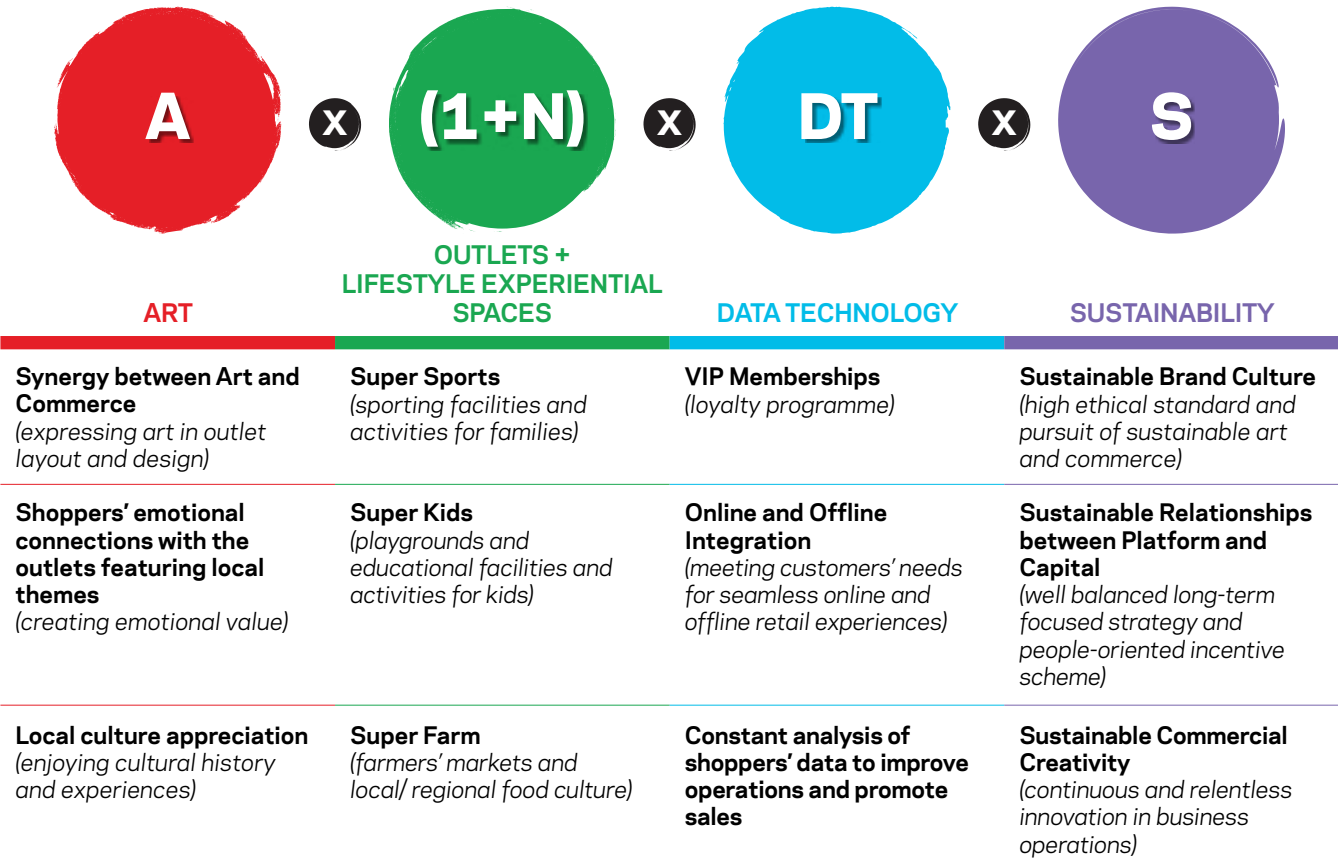 A
X
(1+N)
X
DT
X
S
ART
OUTLETS +
LIFESTYLE EXPERIENTIAL
SPACES
DATA TECHNOLOGY
SUSTAINABILITY
Synergy between Art and
Commerce
(expressing art in outlet
layout and design)
Super Sports
(sporting facilities and
activities for families)
VIP Memberships
(loyalty programme)
Sustainable Brand Culture
(high ethical standard and
pursuit of sustainable art
and commerce)
Shoppers’ emotional
connections with the
outlets featuring local
themes
(creating emotional value)
Super Kids
(playgrounds and
educational facilities and
activities for kids)
Online and Offline
Integration
(meeting customers’ needs
for seamless online and
offline retail experiences)
Sustainable Relationships
between Platform and
Capital
(well balanced long-term
focused strategy and
people-oriented incentive
scheme)
Local culture appreciation
(enjoying cultural history
and experiences)
Super Farm
(farmers’ markets and
local/ regional food culture)
Constant analysis of
shoppers’ data to improve
operations and promote
sales
Sustainable Commercial
Creativity
(continuous and relentless
innovation in business
operations)